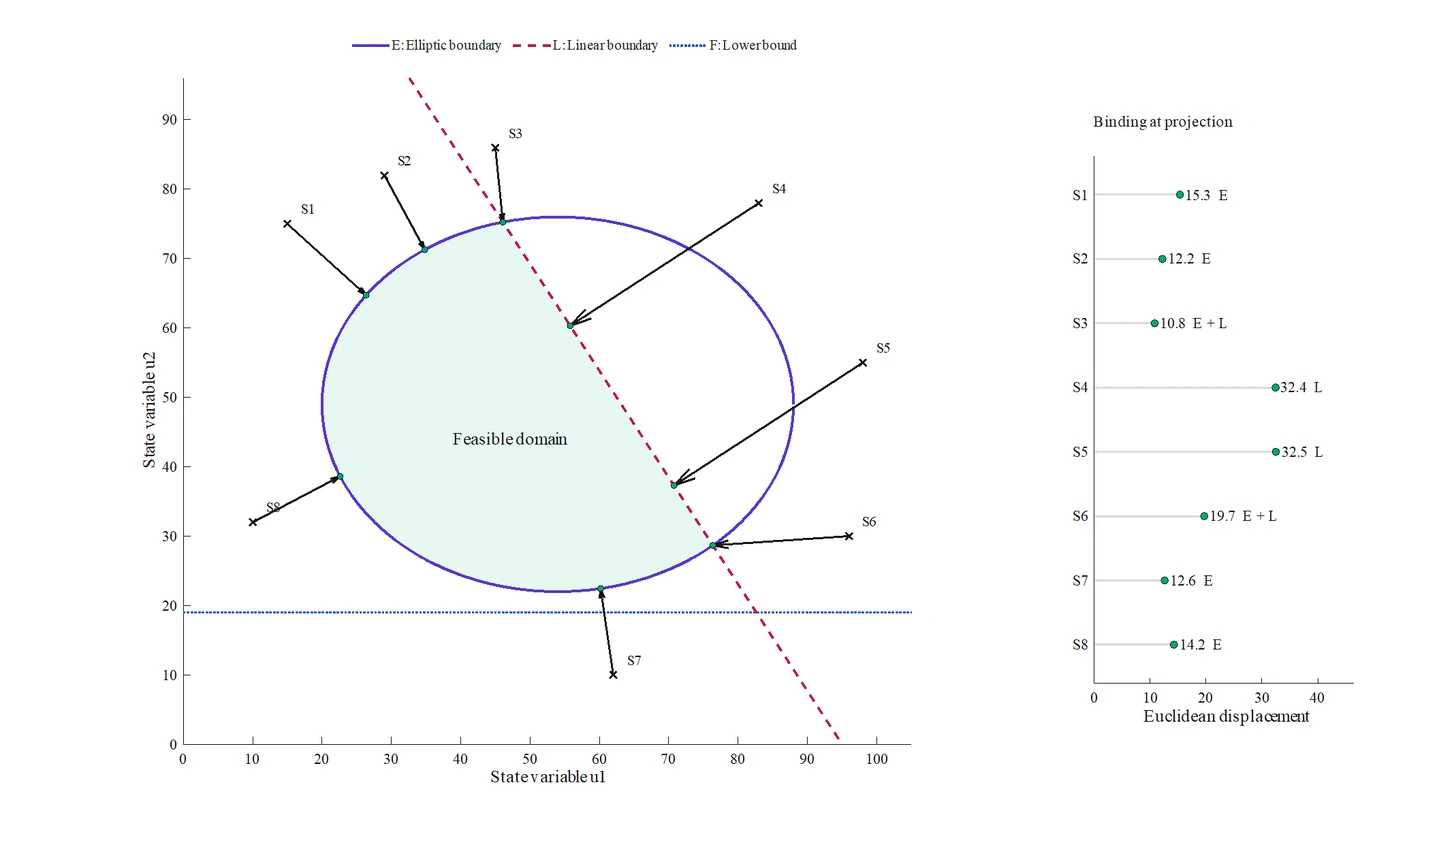 E: Elliptic boundary L: Linear boundary F: Lower bound
Binding at projection
90
80
70
60
50
40
30
20
10
0
State variable u2
S1
S2
S3
S4
S5
S6
S7
S8
Feasible domain
0 10 20 30 40 50 60 70 80 90 100
State variable u1
S1 15.3 E
S2 12.2 E
S3 10.8 E + L
S4 32.4 L
S5 32.5 L
S6 19.7 E + L
S7 12.6 E
S8 14.2 E
0 10 20 30 40
Euclidean displacement